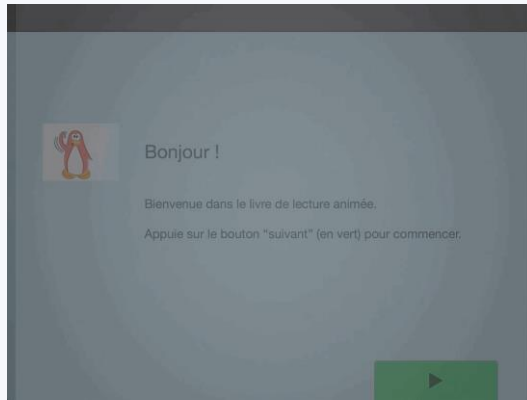 Bonjour !
Bienvenue dans le livre de lecture animée.
Appuie sur le bouton "suivant" (en vert) pour commencer.